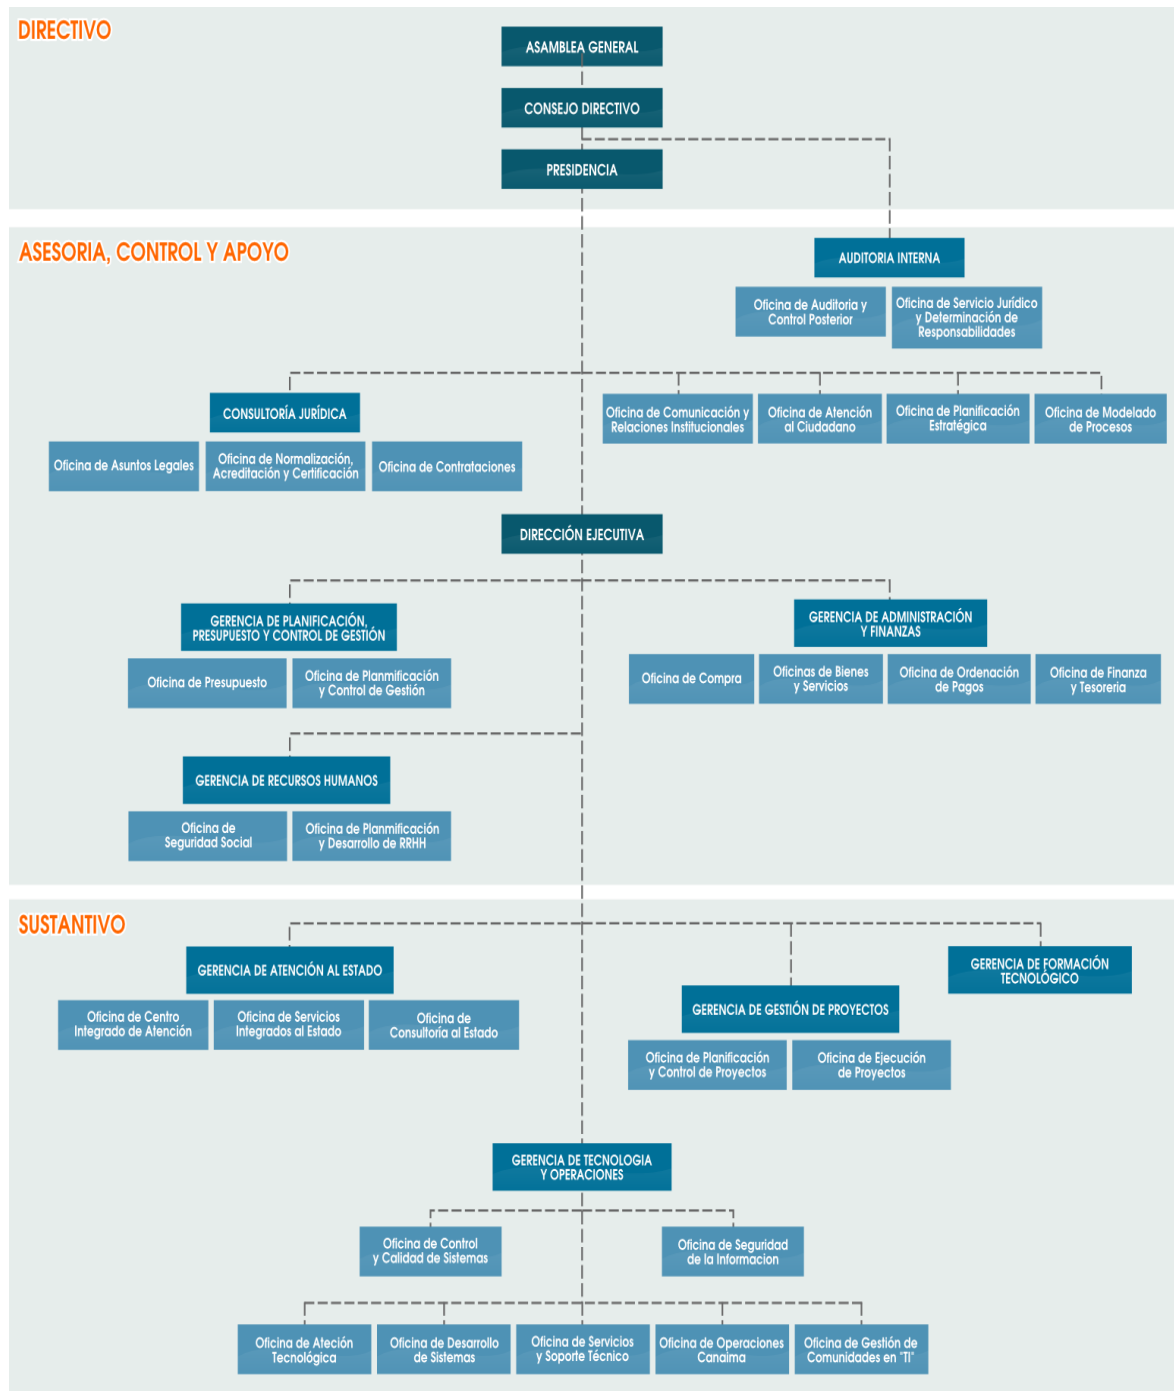 DIRECTIVO
ASAMBLEA GENERAL
CONSEJO DIRECTIVO
PRESIDENCIA
ASESORIA, CONTROL Y APOYO
AUDITORIA INTERNA
Oficina de Auditoria y
Control Posterior
Oficina de Servicio Jurídico
y Determinación de
Responsabilidades
CONSULTORÍA JURÍDICA
Oficina de Asuntos Legales
Oficina de Normalización,
Acreditación y Certificación
Oficina de Contrataciones
Oficina de Comunicación y
Relaciones Institucionales
Oficina de Atención
al Ciudadano
Oficina de Planificación
Estratégica
Oficina de Modelado
de Procesos
DIRECCIÓN EJECUTIVA
GERENCIA DE PLANIFICACIÓN,
PRESUPUESTO Y CONTROL DE GESTIÓN
Oficina de Presupuesto
Oficina de Planmificación
y Control de Gestión
GERENCIA DE ADMINISTRACIÓN
Y FINANZAS
Oficina de Compra
Oficinas de Bienes
y Servicios
Oficina de Ordenación
de Pagos
Oficina de Finanza
y Tesoreria
GERENCIA DE RECURSOS HUMANOS
Oficina de
Seguridad Social
Oficina de Planmificación
y Desarrollo de RRHH
SUSTANTIVO
GERENCIA DE ATENCIÓN AL ESTADO
Oficina de Centro
Integrado de Atención
Oficina de Servicios
Integrados al Estado
Oficina de
Consultoría al Estado
GERENCIA DE GESTIÓN DE PROYECTOS
Oficina de Planificación
y Control de Proyectos
Oficina de Ejecución
de Proyectos
GERENCIA DE FORMACIÓN
TECNOLÓGICO
GERENCIA DE TECNOLOGIA
Y OPERACIONES
Oficina de Control
y Calidad de Sistemas
Oficina de Seguridad
de la Informacion
Oficina de Ateción
Tecnológica
Oficina de Desarrollo
de Sistemas
Oficina de Servicios
y Soporte Técnico
Oficina de Operaciones
Canaima
Oficina de Gestión de
Comunidades en "TI"